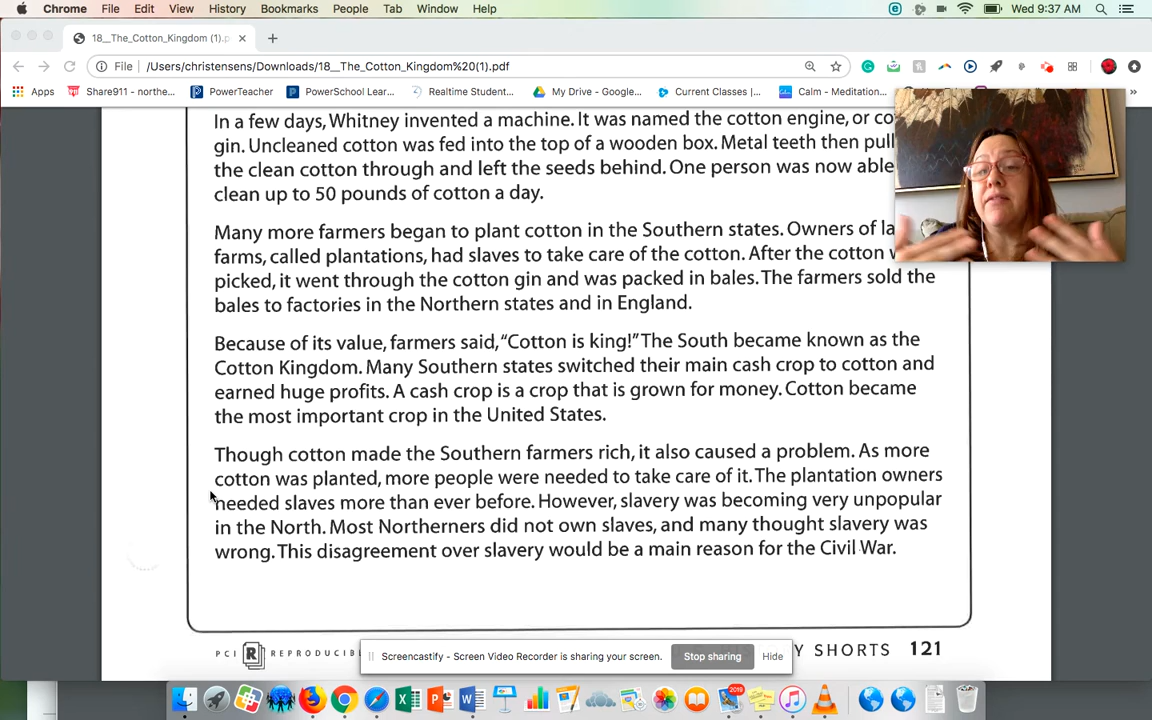 Chrome File Edit View History Bookmarks People Tab Window Help Wed 9:37 AM
18__The_Cotton_Kingdom (1).p
File /Users/christensens/Downloads/18__The_Cotton_Kingdom%20(1).pdf
Apps Share911 - northe... PowerTeacher PowerSchool Lear... Realtime Student... My Drive - Google... Current Classes |... Calm - Meditation... »
In a few days, Whitney invented a machine. It was named the cotton engine, or co
gin. Uncleaned cotton was fed into the top of a wooden box. Metal teeth then pull
the clean cotton through and left the seeds behind. One person was now able
clean up to 50 pounds of cotton a day.
Many more farmers began to plant cotton in the Southern states. Owners of la
farms, called plantations, had slaves to take care of the cotton. After the cotton w
picked, it went through the cotton gin and was packed in bales. The farmers sold the
bales to factories in the Northern states and in England.
Because of its value, farmers said, "Cotton is king!" The South became known as the
Cotton Kingdom. Many Southern states switched their main cash crop to cotton and
earned huge profits. A cash crop is a crop that is grown for money. Cotton became
the most important crop in the United States.
Though cotton made the Southern farmers rich, it also caused a problem. As more
cotton was planted, more people were needed to take care of it. The plantation owners
needed slaves more than ever before. However, slavery was becoming very unpopular
in the North. Most Northerners did not own slaves, and many thought slavery was
wrong. This disagreement over slavery would be a main reason for the Civil War.
PCI R REPRODUCIBL Y SHORTS 121
Screencastify - Screen Video Recorder is sharing your screen. Stop sharing Hide
2019